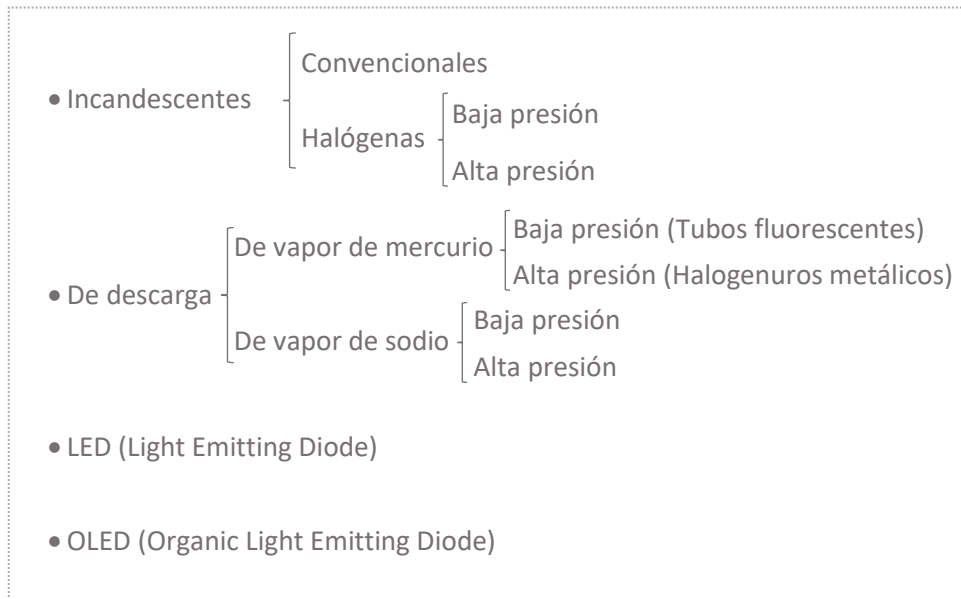 • Incandescentes
Convencionales
Halógenas
Baja presión
Alta presión
• De descarga
De vapor de mercurio
Baja presión (Tubos fluorescentes)
Alta presión (Halogenuros metálicos)
De vapor de sodio
Baja presión
Alta presión
• LED (Light Emitting Diode)
• OLED (Organic Light Emitting Diode)